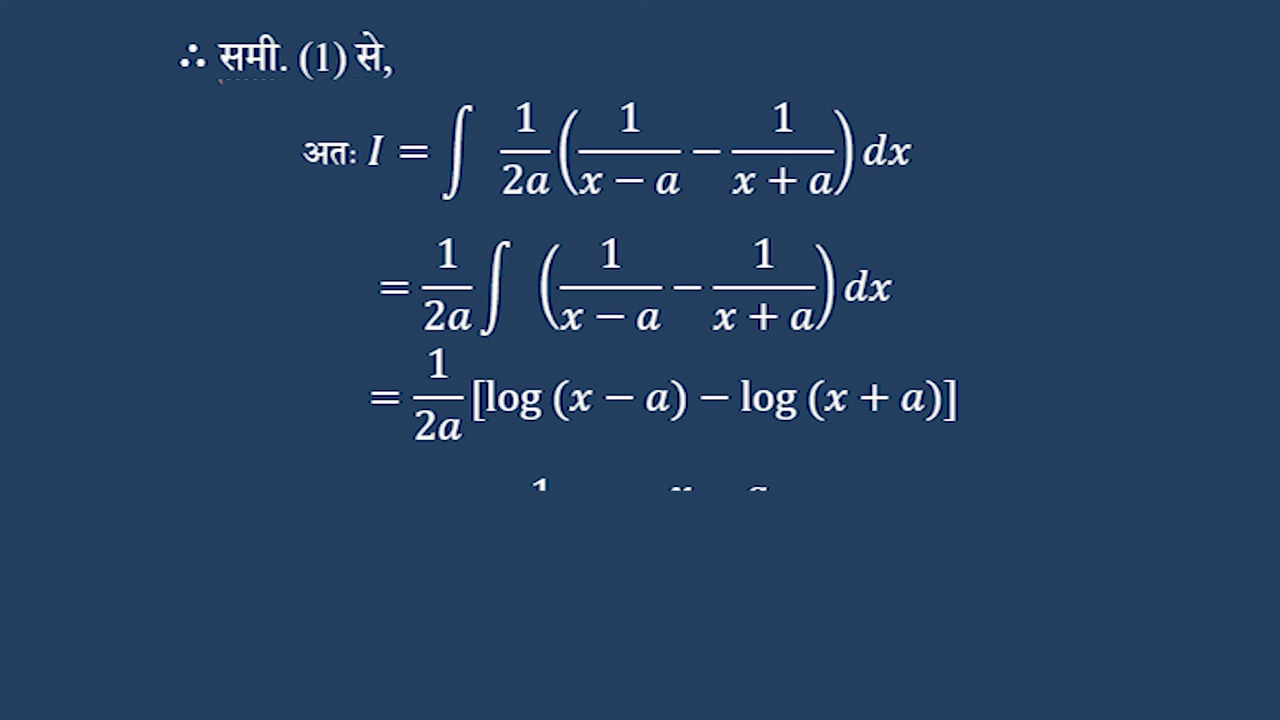 ∴ समी. (1) से,
अतः I = ∫ 1/2a (1/(x − a) − 1/(x + a)) dx
= 1/2a ∫ (1/(x − a) − 1/(x + a)) dx
= 1/2a [log (x − a) − log (x + a)]